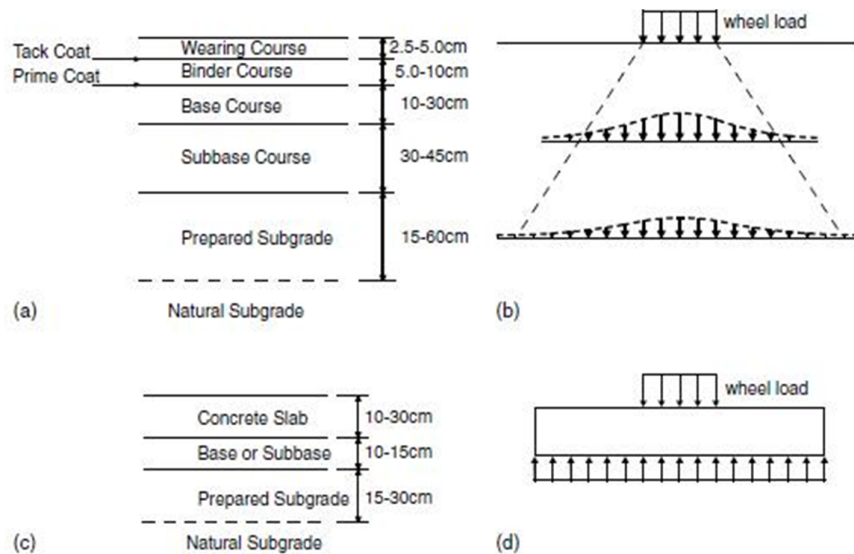 Wearing Course
2.5-5.0cm
Tack Coat
Binder Course
5.0-10cm
Prime Coat
Base Course
10-30cm
Subbase Course
30-45cm
Prepared Subgrade
15-60cm
(a)
Natural Subgrade
wheel load
(b)
Concrete Slab
10-30cm
Base or Subbase
10-15cm
Prepared Subgrade
15-30cm
(c)
Natural Subgrade
wheel load
(d)